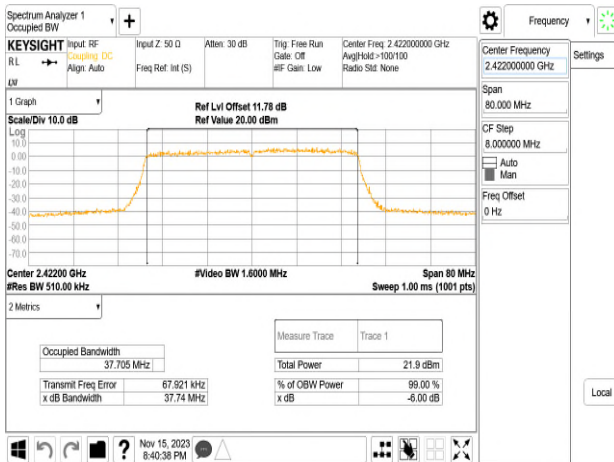 Spectrum Analyzer 1
Occupied BW
+
Frequency
KEYSIGHT
RL
Input: RF
Coupling: DC
Align: Auto
Input Z: 50 Ω
Freq Ref: Int (S)
Atten: 30 dB
Trig: Free Run
Gate: Off
#IF Gain: Low
Center Freq: 2.422000000 GHz
Avg|Hold:>100/100
Radio Std: None
LXI
1 Graph
Scale/Div 10.0 dB
Ref Lvl Offset 11.78 dB
Ref Value 20.00 dBm
Log
10.0
0.00
-10.0
-20.0
-30.0
-40.0
-50.0
-60.0
-70.0
Center 2.42200 GHz
#Video BW 1.6000 MHz
Span 80 MHz
#Res BW 510.00 kHz
Sweep 1.00 ms (1001 pts)
2 Metrics
Measure Trace
Trace 1
Occupied Bandwidth
37.705 MHz
Total Power
21.9 dBm
Transmit Freq Error
67.921 kHz
% of OBW Power
99.00 %
x dB Bandwidth
37.74 MHz
x dB
-6.00 dB
Center Frequency
2.422000000 GHz
Settings
Span
80.000 MHz
CF Step
8.000000 MHz
Auto
Man
Freq Offset
0 Hz
Local
?
Nov 15, 2023
8:40:38 PM